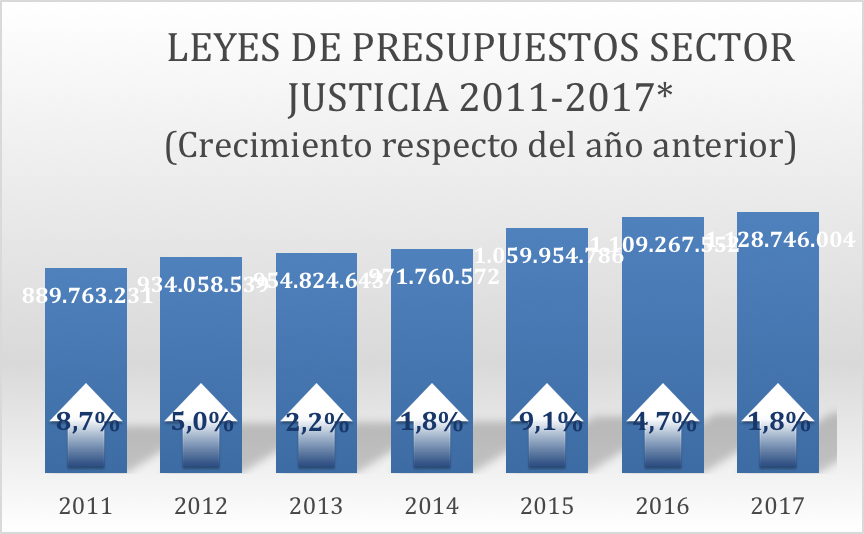 LEYES DE PRESUPUESTOS SECTOR
JUSTICIA 2011-2017*
(Crecimiento respecto del año anterior)
889.763.231 934.058.539 954.824.643 971.760.572 1.059.954.786 1.109.267.552 1.128.746.004
8,7% 5,0% 2,2% 1,8% 9,1% 4,7% 1,8%
2011 2012 2013 2014 2015 2016 2017